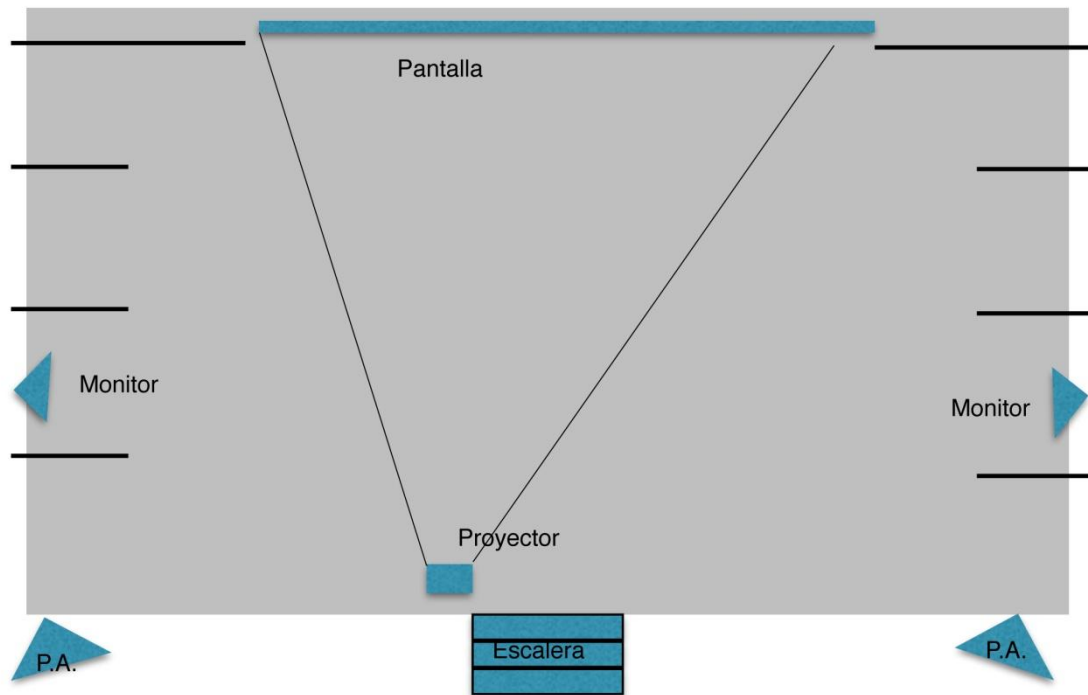 Pantalla
Monitor
Monitor
Proyector
P.A.
Escalera
P.A.